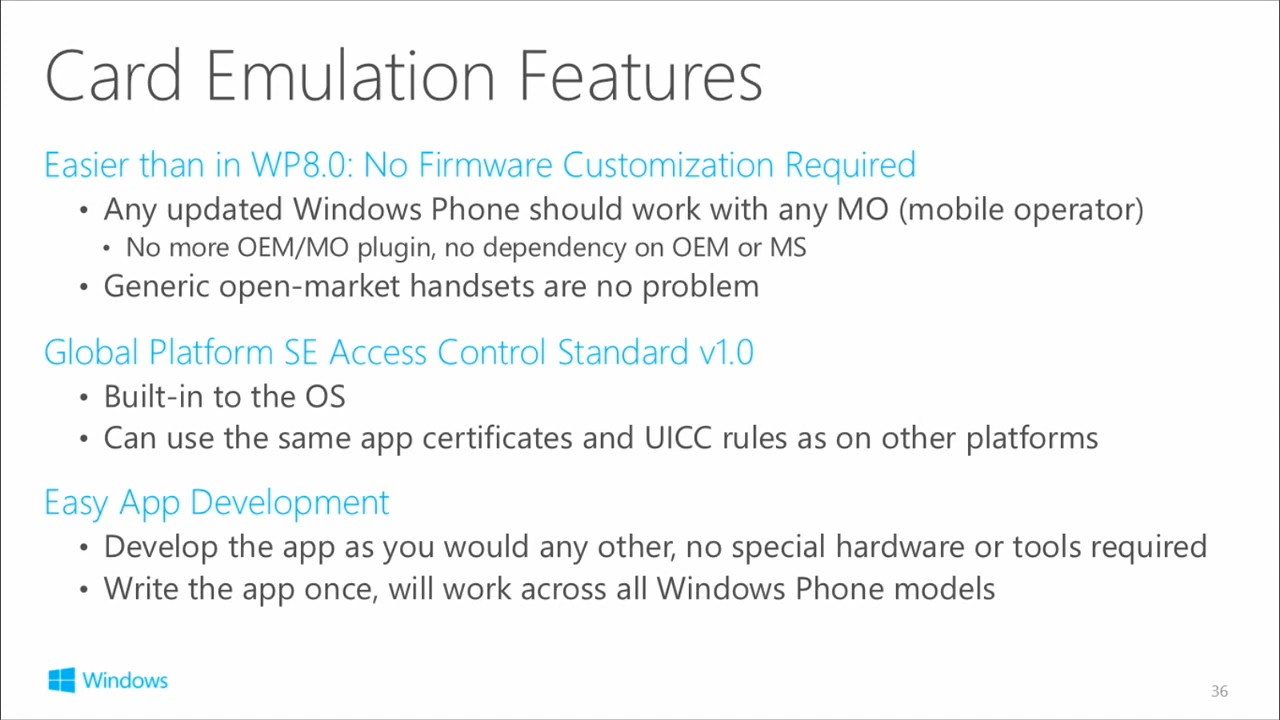 Card Emulation Features
Easier than in WP8.0: No Firmware Customization Required
• Any updated Windows Phone should work with any MO (mobile operator)
• No more OEM/MO plugin, no dependency on OEM or MS
• Generic open-market handsets are no problem
Global Platform SE Access Control Standard v1.0
• Built-in to the OS
• Can use the same app certificates and UICC rules as on other platforms
Easy App Development
• Develop the app as you would any other, no special hardware or tools required
• Write the app once, will work across all Windows Phone models
Windows
36